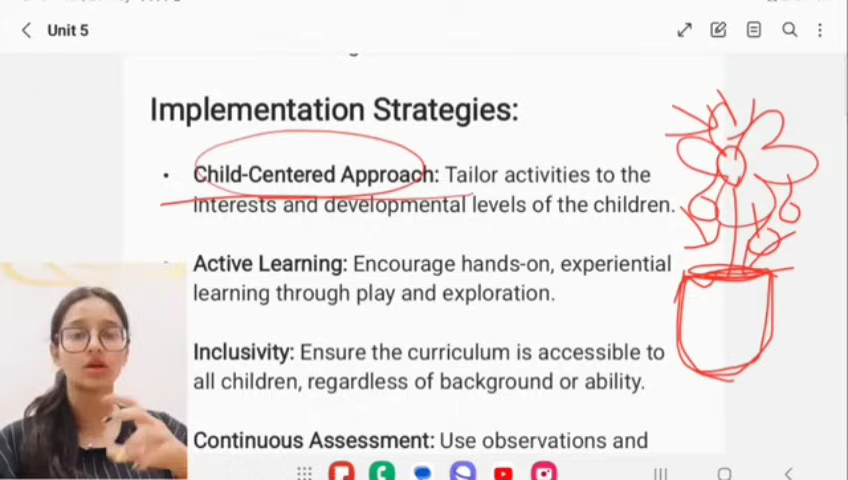 Unit 5
Implementation Strategies:
• Child-Centered Approach: Tailor activities to the
interests and developmental levels of the children.
Active Learning: Encourage hands-on, experiential
learning through play and exploration.
Inclusivity: Ensure the curriculum is accessible to
all children, regardless of background or ability.
Continuous Assessment: Use observations and